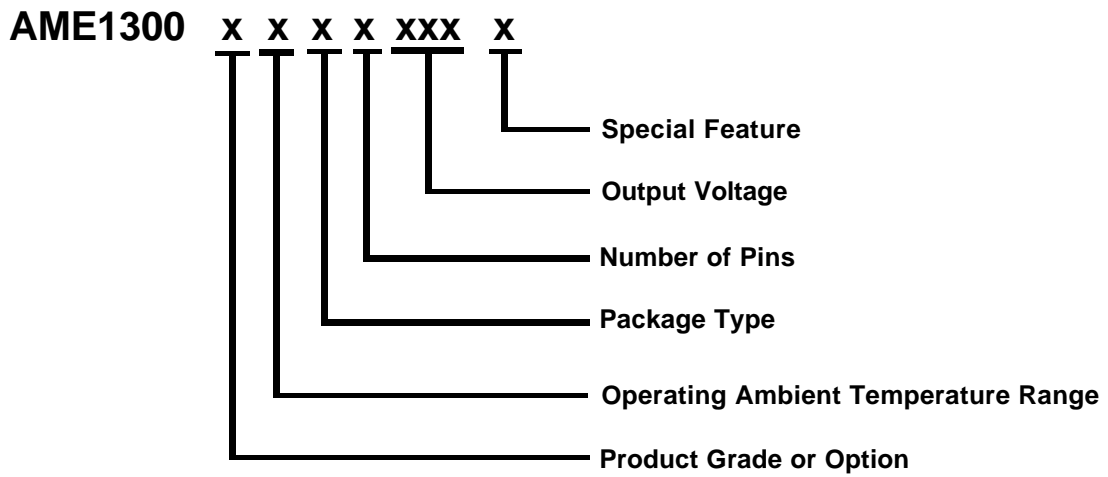 AME1300 x x x x xxx x
Special Feature
Output Voltage
Number of Pins
Package Type
Operating Ambient Temperature Range
Product Grade or Option